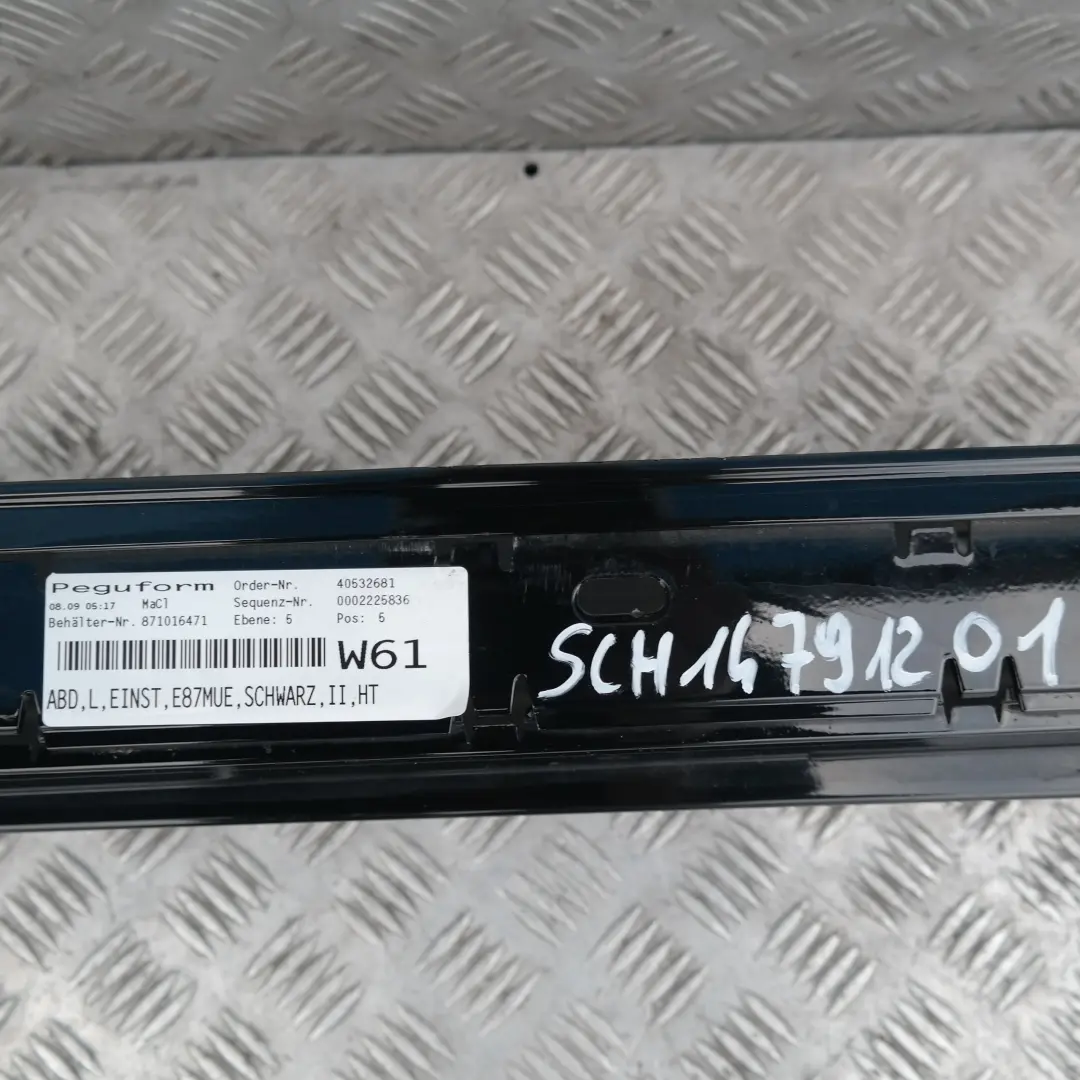 Peguform Order-Nr. 40532681
08.09 05:17 MaCl Sequenz-Nr. 0002225836
Behälter-Nr. 871016471 Ebene: 5 Pos: 5
W61
ABD,L,EINST,E87MUE,SCHWARZ,II,HT
SCH14791201